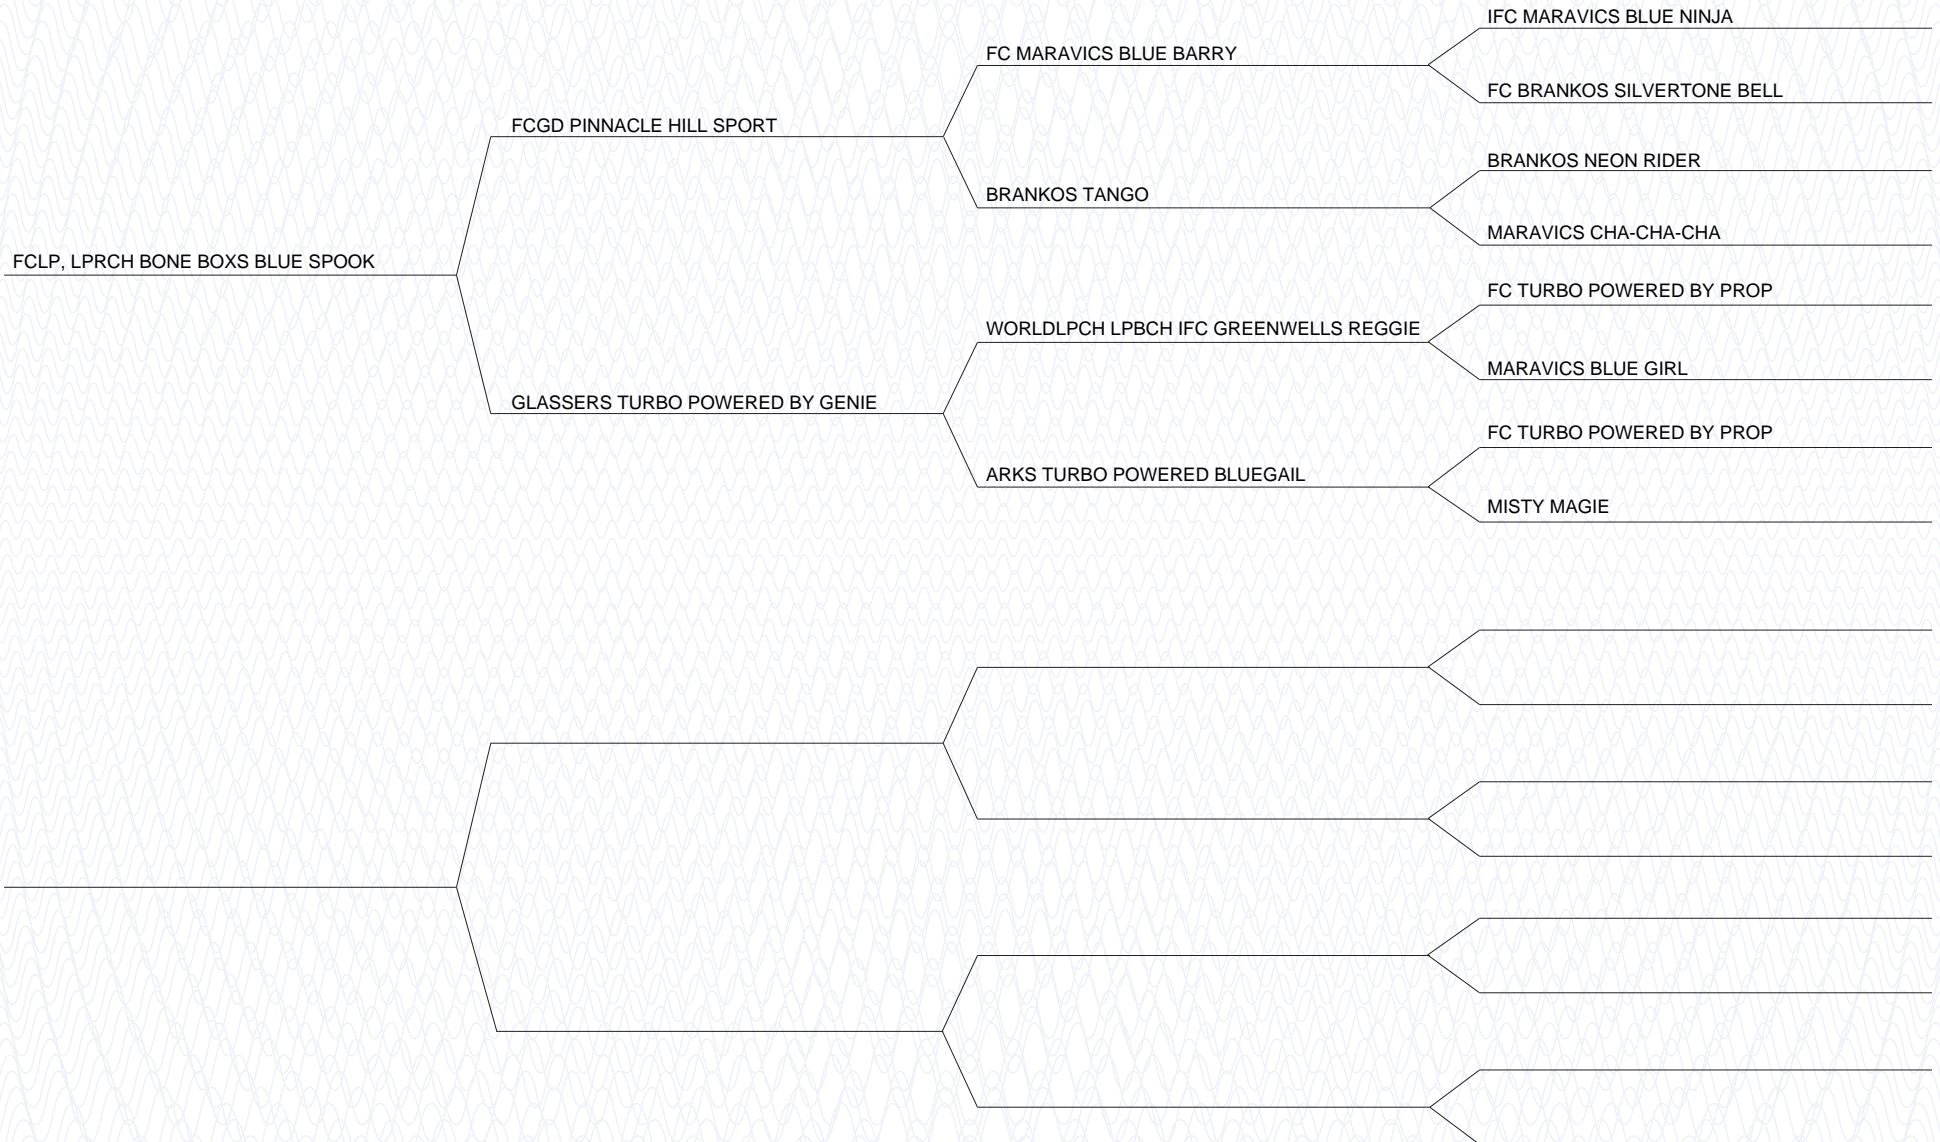 IFC MARAVICS BLUE NINJA
FC MARAVICS BLUE BARRY
FC BRANKOS SILVERTONE BELL
FCGD PINNACLE HILL SPORT
BRANKOS NEON RIDER
BRANKOS TANGO
MARAVICS CHA-CHA-CHA
FCLP, LPRCH BONE BOXS BLUE SPOOK
FC TURBO POWERED BY PROP
WORLDLPCH LPBCH IFC GREENWELLS REGGIE
MARAVICS BLUE GIRL
GLASSERS TURBO POWERED BY GENIE
FC TURBO POWERED BY PROP
ARKS TURBO POWERED BLUEGAIL
MISTY MAGIE